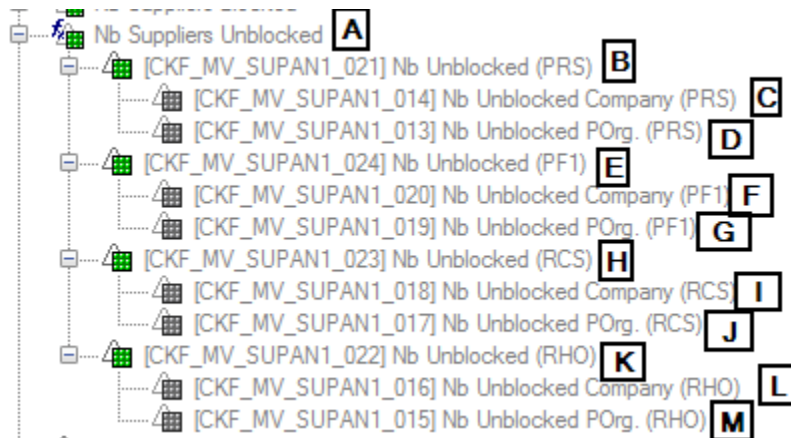 Nb Suppliers Blocked
Nb Suppliers Unblocked A
[CKF_MV_SUPAN1_021] Nb Unblocked (PRS) B
[CKF_MV_SUPAN1_014] Nb Unblocked Company (PRS) C
[CKF_MV_SUPAN1_013] Nb Unblocked POrg. (PRS) D
[CKF_MV_SUPAN1_024] Nb Unblocked (PF1) E
[CKF_MV_SUPAN1_020] Nb Unblocked Company (PF1) F
[CKF_MV_SUPAN1_019] Nb Unblocked POrg. (PF1) G
[CKF_MV_SUPAN1_023] Nb Unblocked (RCS) H
[CKF_MV_SUPAN1_018] Nb Unblocked Company (RCS) I
[CKF_MV_SUPAN1_017] Nb Unblocked POrg. (RCS) J
[CKF_MV_SUPAN1_022] Nb Unblocked (RHO) K
[CKF_MV_SUPAN1_016] Nb Unblocked Company (RHO) L
[CKF_MV_SUPAN1_015] Nb Unblocked POrg. (RHO) M